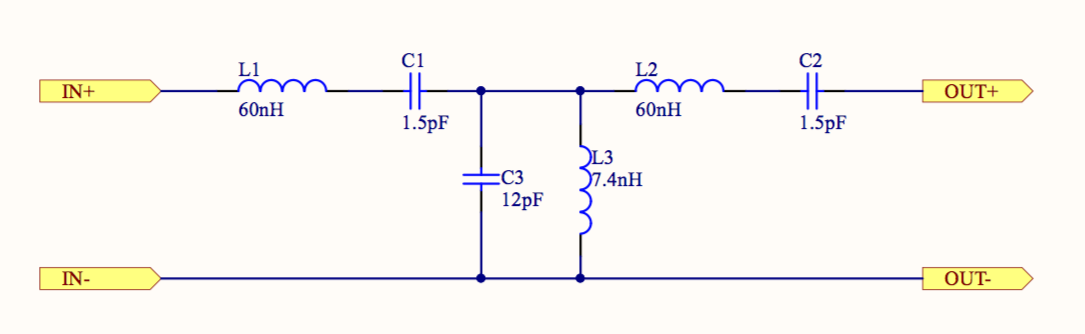 C1
C2
L1
L2
IN+
OUT+
60nH
60nH
1.5pF
1.5pF
L3
C3
7.4nH
12pF
IN-
OUT-